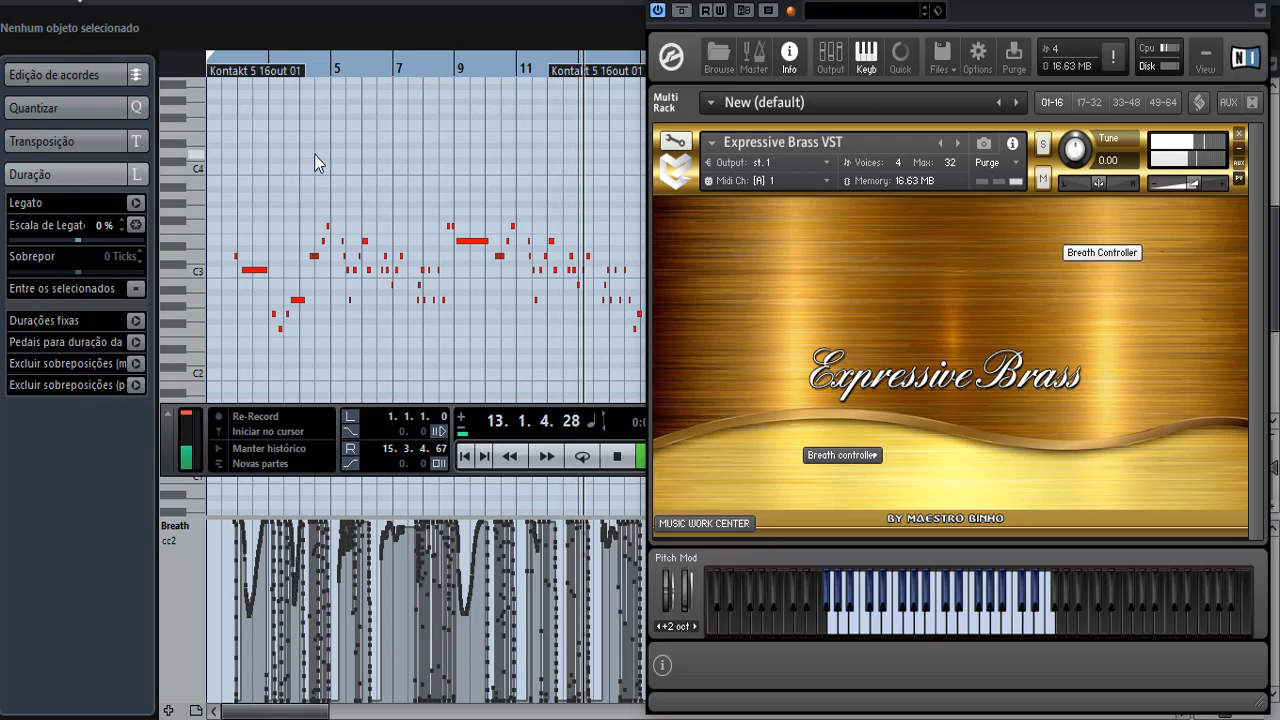 Nenhum objeto selecionado
Edição de acordes
Quantizar Q
Transposição T
Duração L
Legato
Escala de Legat 0 %
Sobrepor 0 Ticks
Entre os selecionados
Durações fixas
Pedais para duração da
Excluir sobreposições (m
Excluir sobreposições (p
5 7 9 11
Kontakt 5 16out 01
Kontakt 5 16out 01
C4
C3
C2
Re-Record
Iniciar no cursor
Manter histórico
Novas partes
L 1. 1. 1. 0
0. 0
R 15. 3. 4. 67
0. 0
13. 1. 4. 28
Breath
cc2
R W
Browse Master Info Output Keyb Quick Files Options Purge
4
16.63 MB
!
Cpu
Disk
View
NI
Multi
Rack
New (default)
01-16 17-32 33-48 49-64 AUX
Expressive Brass VST
Output: st.1 Voices: 4 Max: 32 Purge
Midi Ch: [A] 1 Memory: 16.63 MB
S
M
Tune
0.00
L R
AUX
PV
Breath Controller
Expressive Brass
Breath controller
MUSIC WORK CENTER
BY MAESTRO BINHO
Pitch Mod
+2 oct